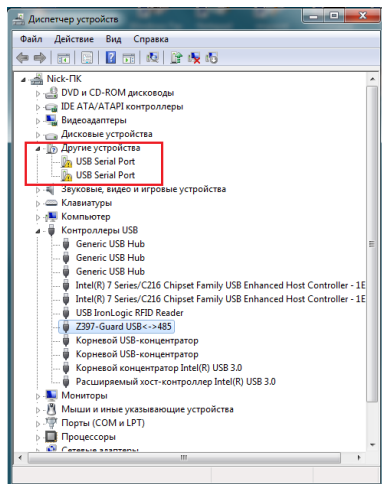 Диспетчер устройств
Файл Действие Вид Справка
Nick-ПК
DVD и CD-ROM дисководы
IDE ATA/ATAPI контроллеры
Видеоадаптеры
Дисковые устройства
Другие устройства
USB Serial Port
USB Serial Port
Звуковые, видео и игровые устройства
Клавиатуры
Компьютер
Контроллеры USB
Generic USB Hub
Generic USB Hub
Generic USB Hub
Intel(R) 7 Series/C216 Chipset Family USB Enhanced Host Controller - 1E
Intel(R) 7 Series/C216 Chipset Family USB Enhanced Host Controller - 1E
USB IronLogic RFID Reader
Z397-Guard USB<->485
Корневой USB-концентратор
Корневой USB-концентратор
Корневой концентратор Intel(R) USB 3.0
Расширяемый хост-контроллер Intel(R) USB 3.0
Мониторы
Мыши и иные указывающие устройства
Порты (COM и LPT)
Процессоры
Сетевые адаптеры